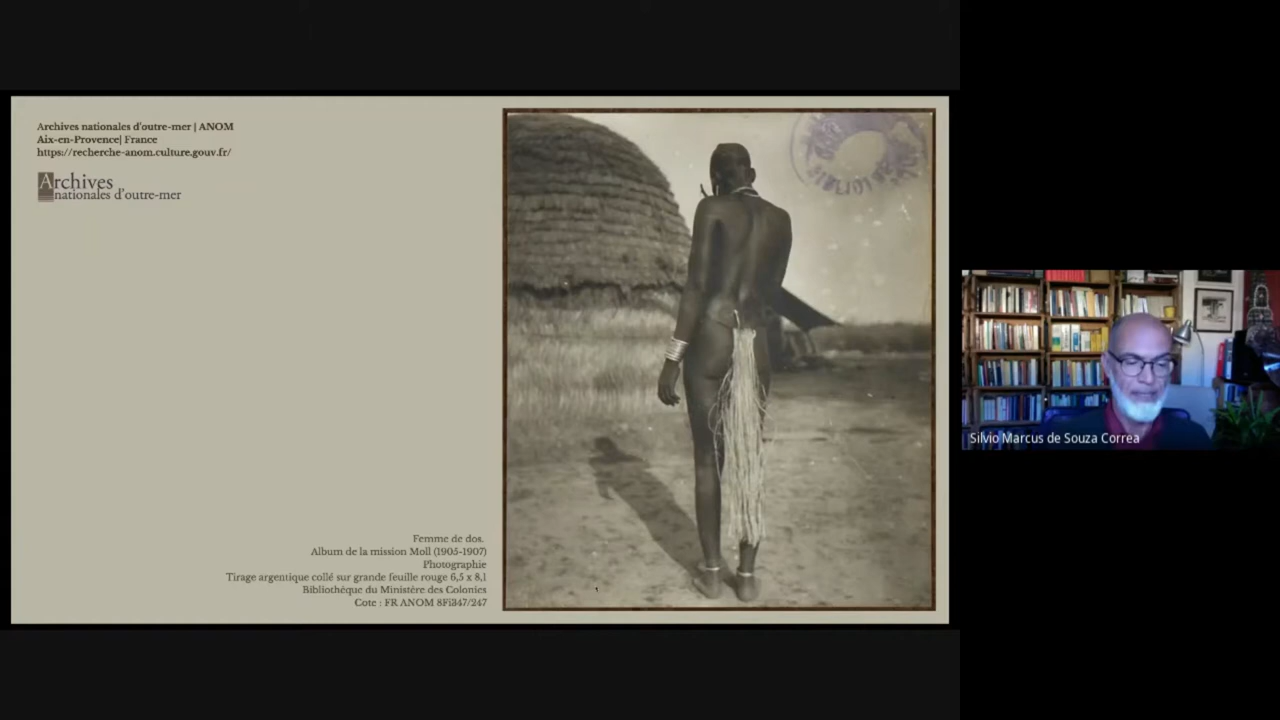 Archives nationales d'outre-mer | ANOM
Aix-en-Provence| France
https://recherche-anom.culture.gouv.fr/
Archives
nationales d'outre-mer
Femme de dos.
Album de la mission Moll (1905-1907)
Photographie
Tirage argentique collé sur grande feuille rouge 6,5 x 8,1
Bibliothèque du Ministère des Colonies
Cote : FR ANOM 8Fi347/247
Silvio Marcus de Souza Correa